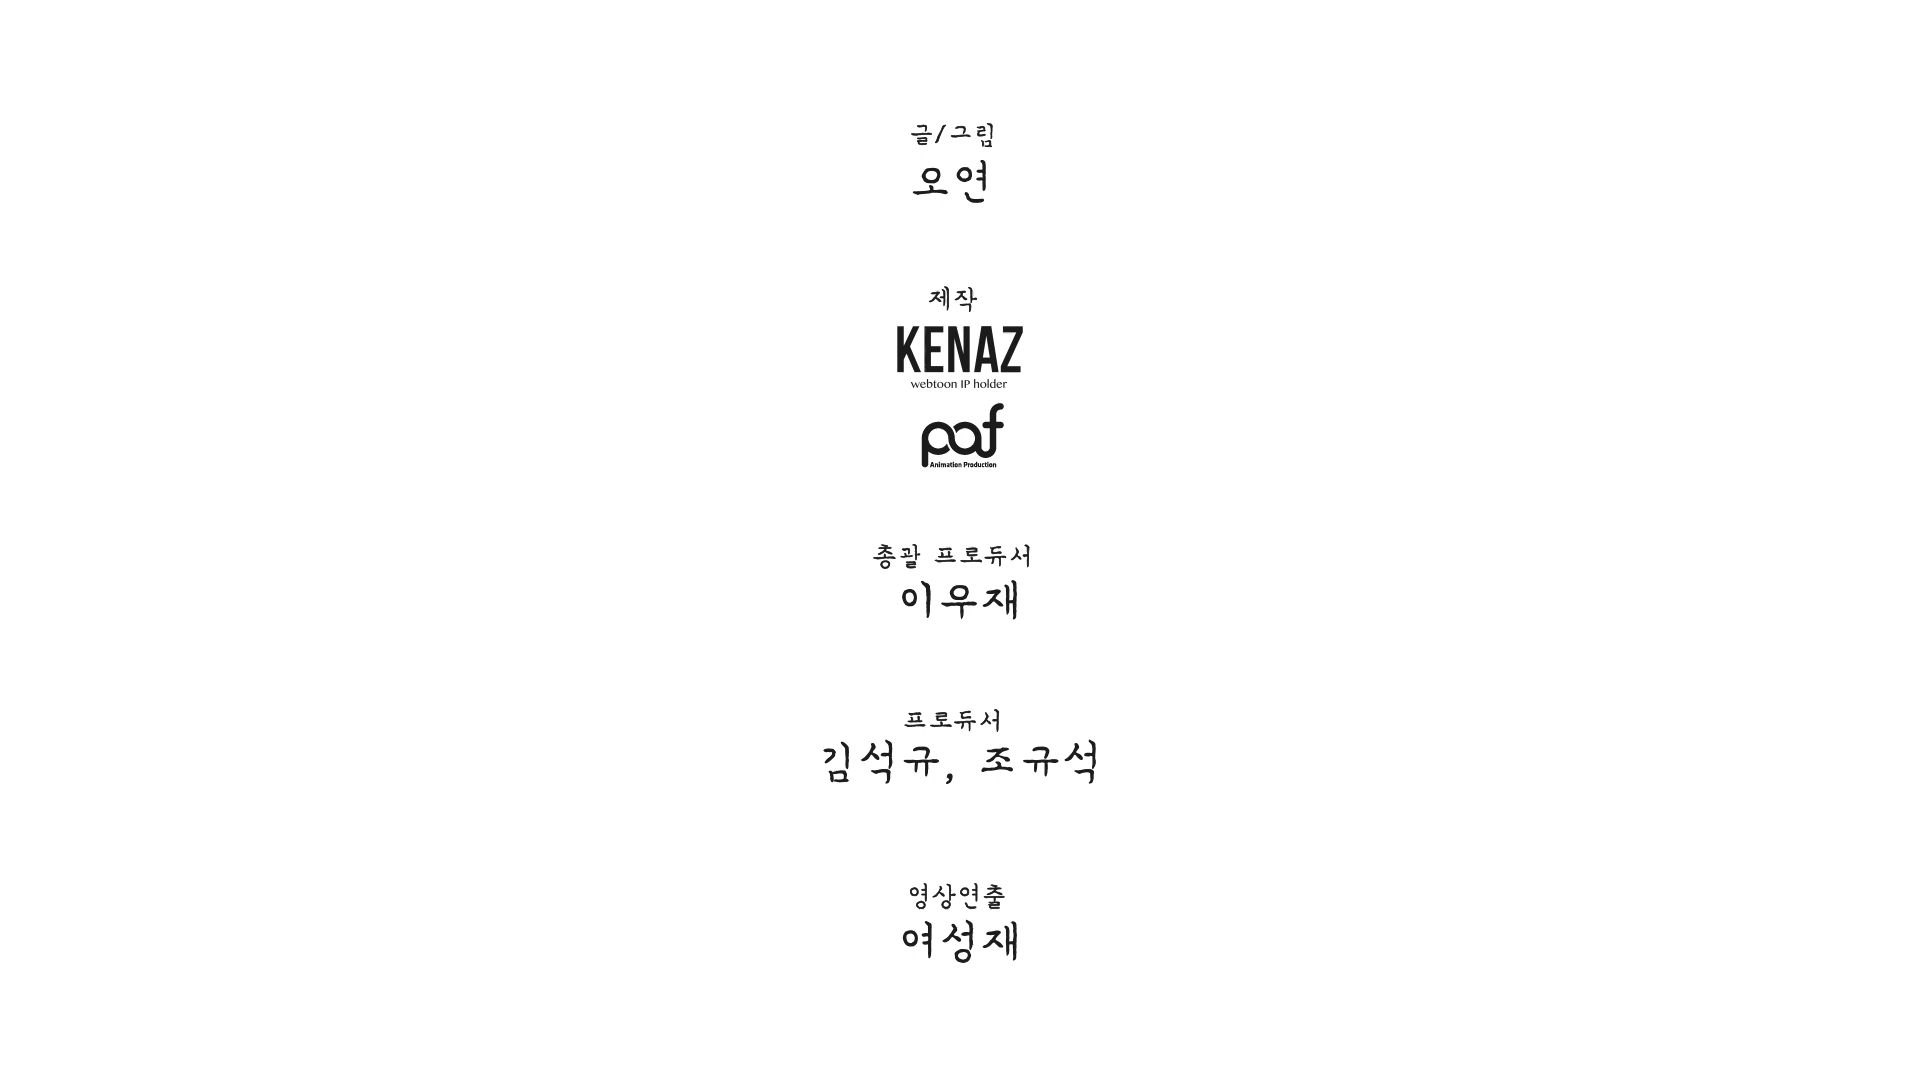 글/그림
오연
제작
KENAZ
webtoon IP holder
paf
Animation Production
총괄 프로듀서
이우재
프로듀서
김석규, 조규석
영상연출
여성재